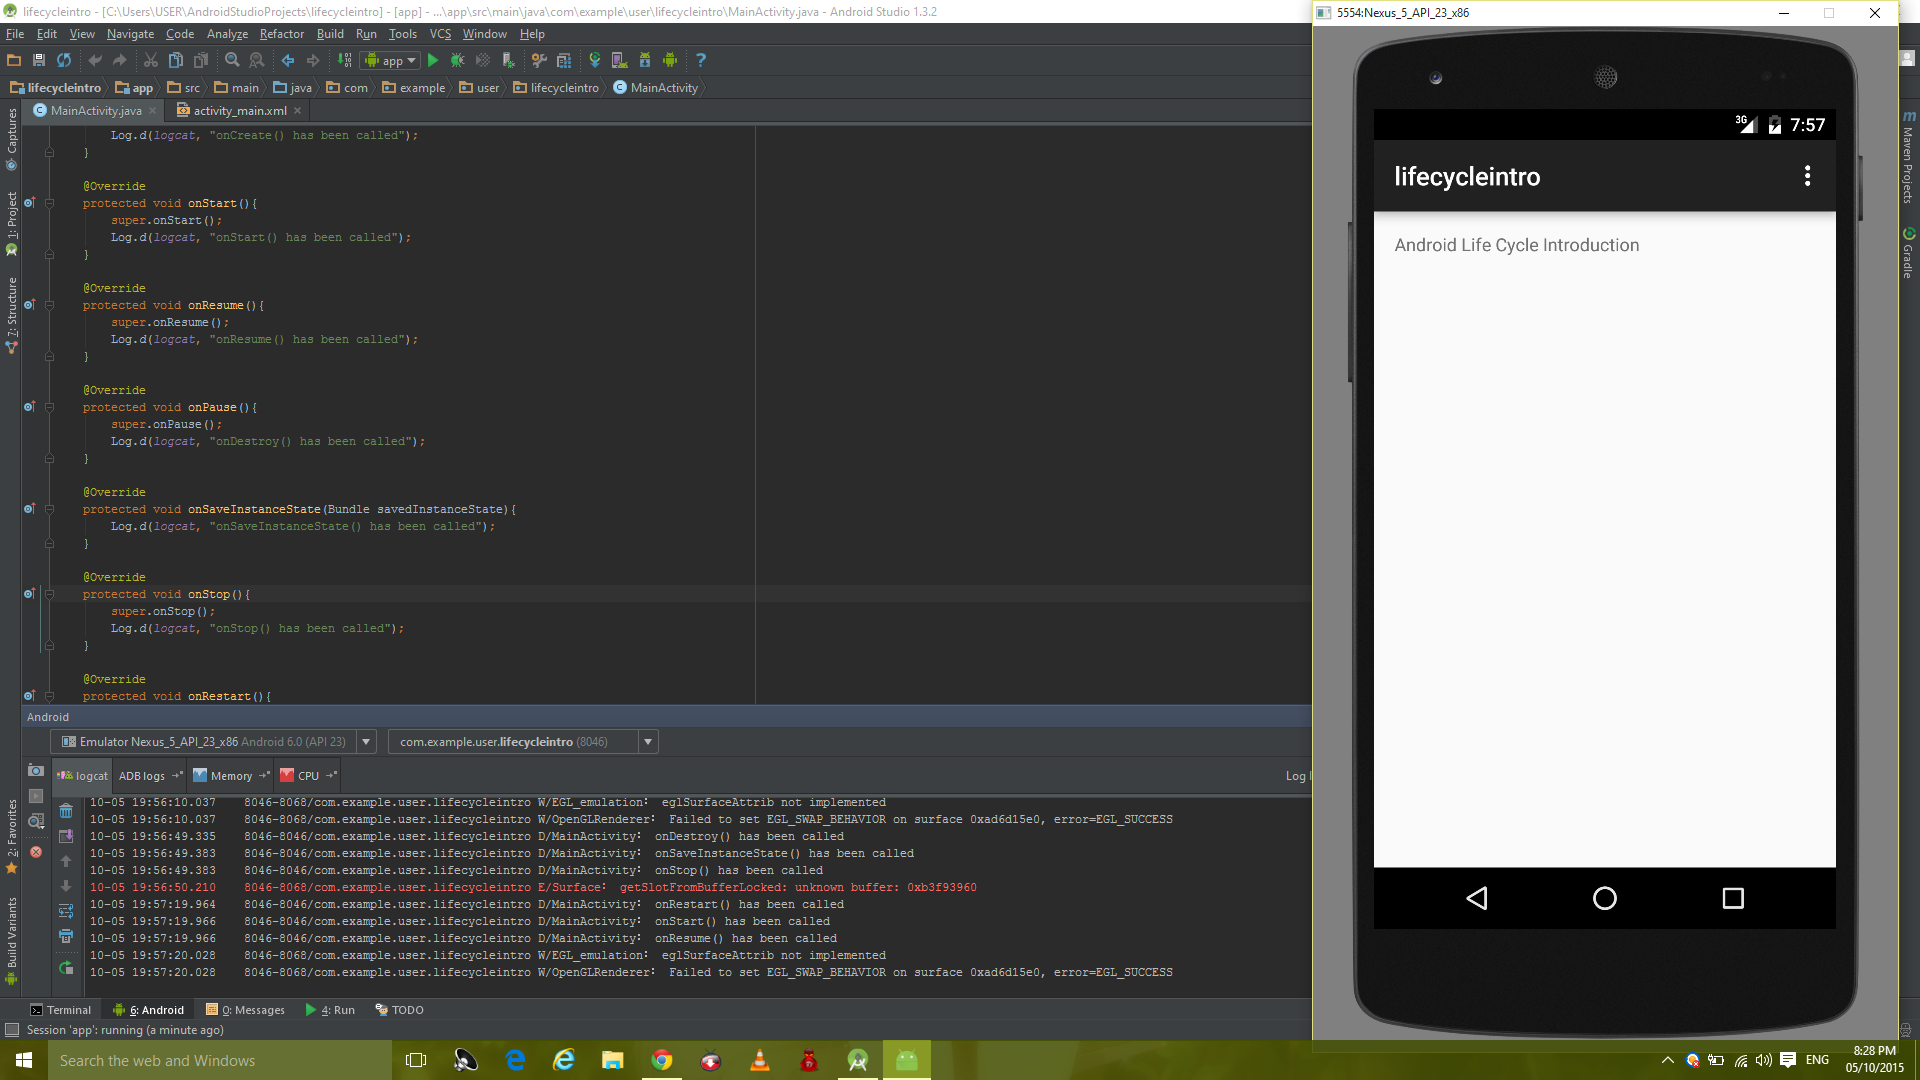 lifecycleintro - [C:\Users\USER\AndroidStudioProjects\lifecycleintro] - [app] - ...\app\src\main\java\com\example\user\lifecycleintro\MainActivity.java - Android Studio 1.3.2
File Edit View Navigate Code Analyze Refactor Build Run Tools VCS Window Help
app
lifecycleintro app src main java com example user lifecycleintro MainActivity
MainActivity.java activity_main.xml
Captures
1: Project
7: Structure
2: Favorites
Build Variants
Log.d(logcat, "onCreate() has been called");
}
@Override
protected void onStart(){
super.onStart();
Log.d(logcat, "onStart() has been called");
}
@Override
protected void onResume(){
super.onResume();
Log.d(logcat, "onResume() has been called");
}
@Override
protected void onPause(){
super.onPause();
Log.d(logcat, "onDestroy() has been called");
}
@Override
protected void onSaveInstanceState(Bundle savedInstanceState){
Log.d(logcat, "onSaveInstanceState() has been called");
}
@Override
protected void onStop(){
super.onStop();
Log.d(logcat, "onStop() has been called");
}
@Override
protected void onRestart(){
Android
Emulator Nexus_5_API_23_x86 Android 6.0 (API 23) com.example.user.lifecycleintro (8046)
logcat ADB logs Memory CPU Log l
10-05 19:56:10.037 8046-8068/com.example.user.lifecycleintro W/EGL_emulation: eglSurfaceAttrib not implemented
10-05 19:56:10.037 8046-8068/com.example.user.lifecycleintro W/OpenGLRenderer: Failed to set EGL_SWAP_BEHAVIOR on surface 0xad6d15e0, error=EGL_SUCCESS
10-05 19:56:49.335 8046-8046/com.example.user.lifecycleintro D/MainActivity: onDestroy() has been called
10-05 19:56:49.383 8046-8046/com.example.user.lifecycleintro D/MainActivity: onSaveInstanceState() has been called
10-05 19:56:49.383 8046-8046/com.example.user.lifecycleintro D/MainActivity: onStop() has been called
10-05 19:56:50.210 8046-8068/com.example.user.lifecycleintro E/Surface: getSlotFromBufferLocked: unknown buffer: 0xb3f93960
10-05 19:57:19.964 8046-8046/com.example.user.lifecycleintro D/MainActivity: onRestart() has been called
10-05 19:57:19.966 8046-8046/com.example.user.lifecycleintro D/MainActivity: onStart() has been called
10-05 19:57:19.966 8046-8046/com.example.user.lifecycleintro D/MainActivity: onResume() has been called
10-05 19:57:20.028 8046-8068/com.example.user.lifecycleintro W/EGL_emulation: eglSurfaceAttrib not implemented
10-05 19:57:20.028 8046-8068/com.example.user.lifecycleintro W/OpenGLRenderer: Failed to set EGL_SWAP_BEHAVIOR on surface 0xad6d15e0, error=EGL_SUCCESS
Terminal 6: Android 0: Messages 4: Run TODO
Session 'app': running (a minute ago)
5554:Nexus_5_API_23_x86
3G 7:57
lifecycleintro
Android Life Cycle Introduction
m
Maven Projects
Gradle
Search the web and Windows
ENG
8:28 PM
05/10/2015